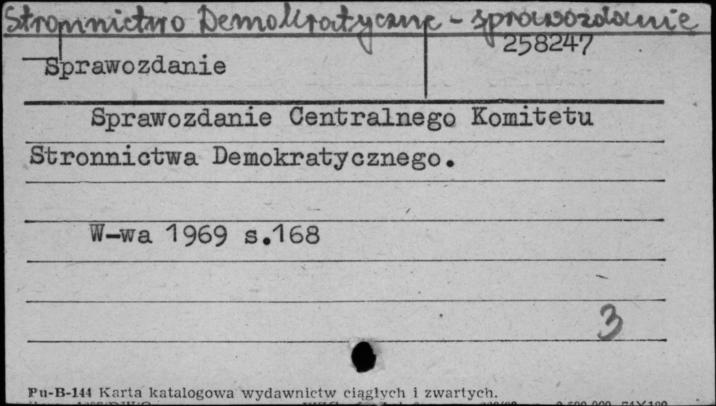 Stronnictwo Demokratyczne - sprawozdanie
258247
Sprawozdanie
Sprawozdanie Centralnego Komitetu
Stronnictwa Demokratycznego.
W-wa 1969 s.168
3
Pu-B-144 Karta katalogowa wydawnictw ciągłych i zwartych.